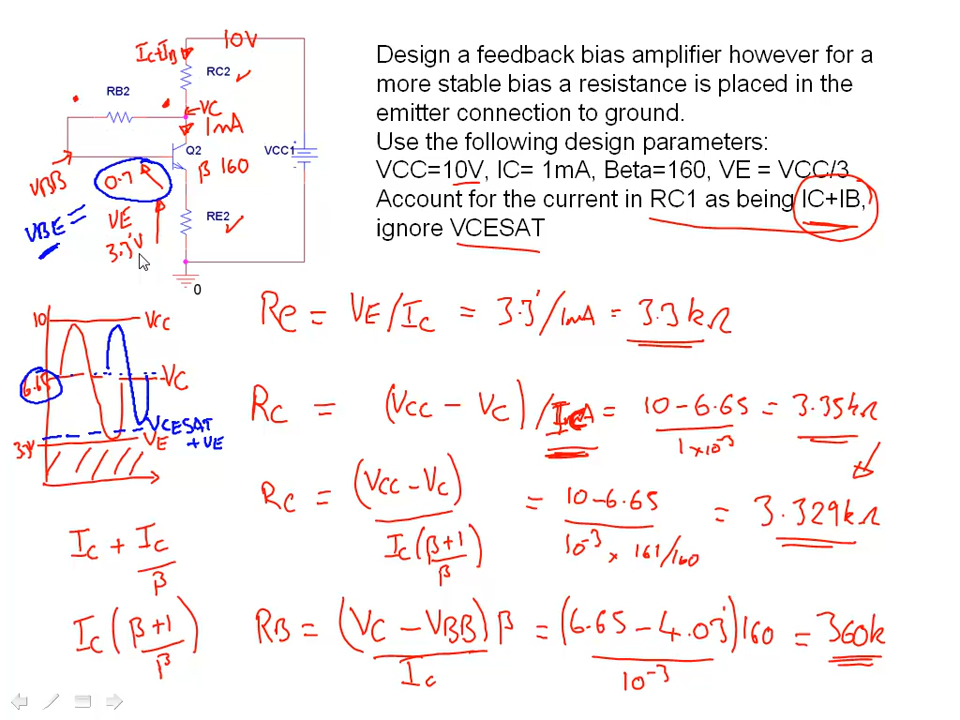 Design a feedback bias amplifier however for a
more stable bias a resistance is placed in the
emitter connection to ground.
Use the following design parameters:
VCC=10V, IC= 1mA, Beta=160, VE = VCC/3
Account for the current in RC1 as being IC+IB,
ignore VCESAT
IC+IB
10V
RC2
RB2
VC
1mA
Q2
β 160
VCC1
VBB
0.7
VBE =
VE
3.3V
RE2
0
10
VCC
6.65
VC
VCESAT
+VE
3.3V
VE
Re = VE/Ic = 3.3/1mA = 3.3kΩ
Rc = (Vcc - Vc)/Ic = 10-6.65 / 1x10^-3 = 3.35kΩ
Rc = (Vcc - Vc) / Ic(β+1/β) = 10-6.65 / 10^-3 x 161/160 = 3.329kΩ
Ic + Ic/β
Ic(β+1/β)
RB = (Vc - VBB)β / Ic = (6.65 - 4.03)160 / 10^-3 = 360k